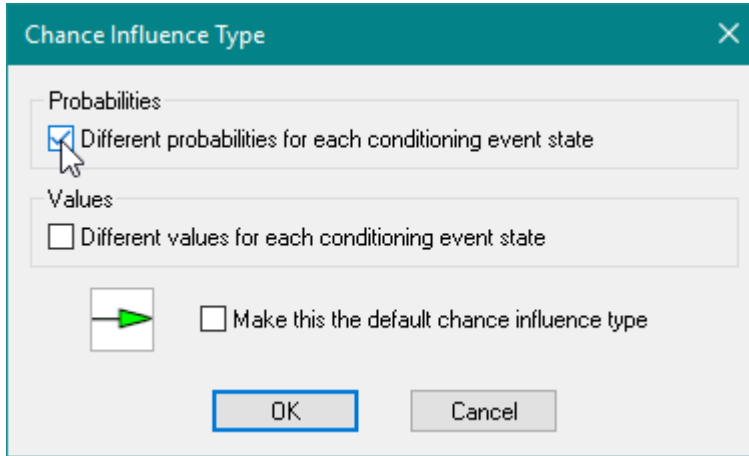 Chance Influence Type
Probabilities
Different probabilities for each conditioning event state
Values
Different values for each conditioning event state
Make this the default chance influence type
OK
Cancel